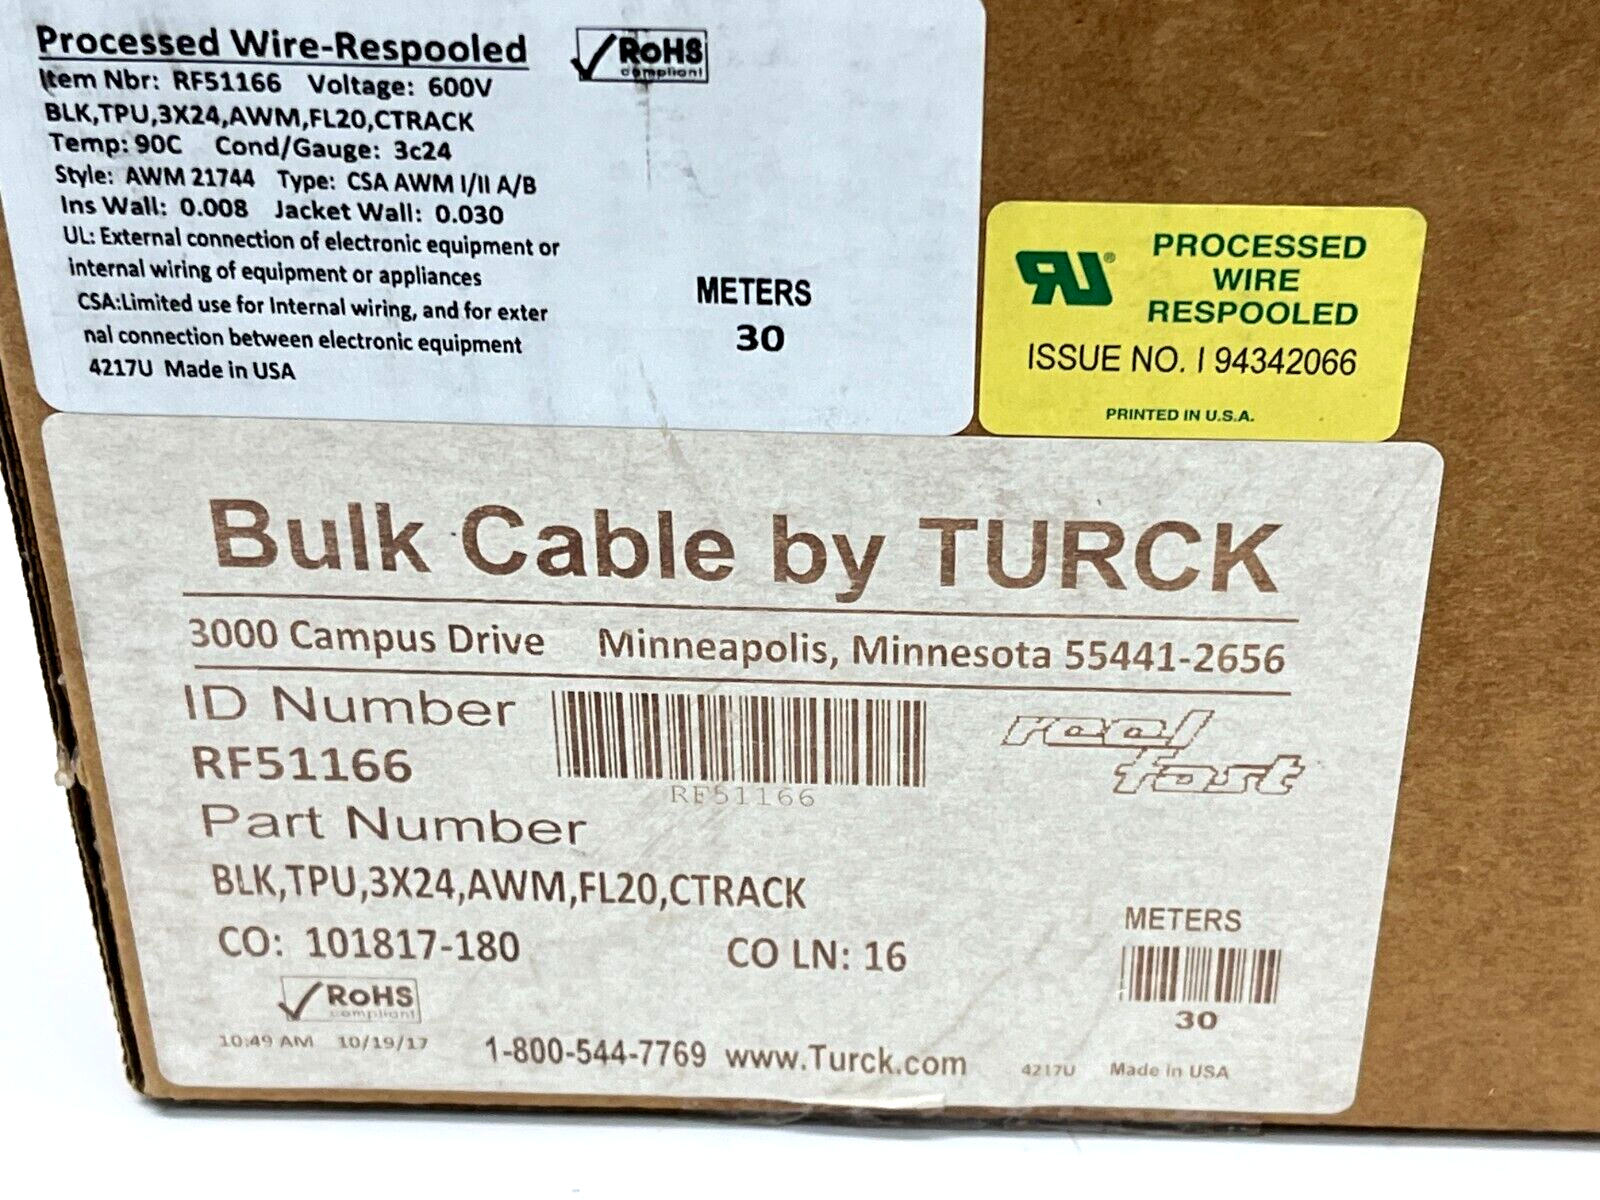 Processed Wire-Respooled
RoHS
compliant
Item Nbr: RF51166 Voltage: 600V
BLK,TPU,3X24,AWM,FL20,CTRACK
Temp: 90C Cond/Gauge: 3c24
Style: AWM 21744 Type: CSA AWM I/II A/B
Ins Wall: 0.008 Jacket Wall: 0.030
UL: External connection of electronic equipment or
internal wiring of equipment or appliances
CSA:Limited use for Internal wiring, and for exter
nal connection between electronic equipment
4217U Made in USA
METERS
30
RU®
PROCESSED
WIRE
RESPOOLED
ISSUE NO. I 94342066
PRINTED IN U.S.A.
Bulk Cable by TURCK
3000 Campus Drive Minneapolis, Minnesota 55441-2656
ID Number
RF51166
RF51166
reel
fast
Part Number
BLK,TPU,3X24,AWM,FL20,CTRACK
CO: 101817-180 CO LN: 16
METERS
30
RoHS
compliant
10:49 AM 10/19/17 1-800-544-7769 www.Turck.com 4217U Made in USA